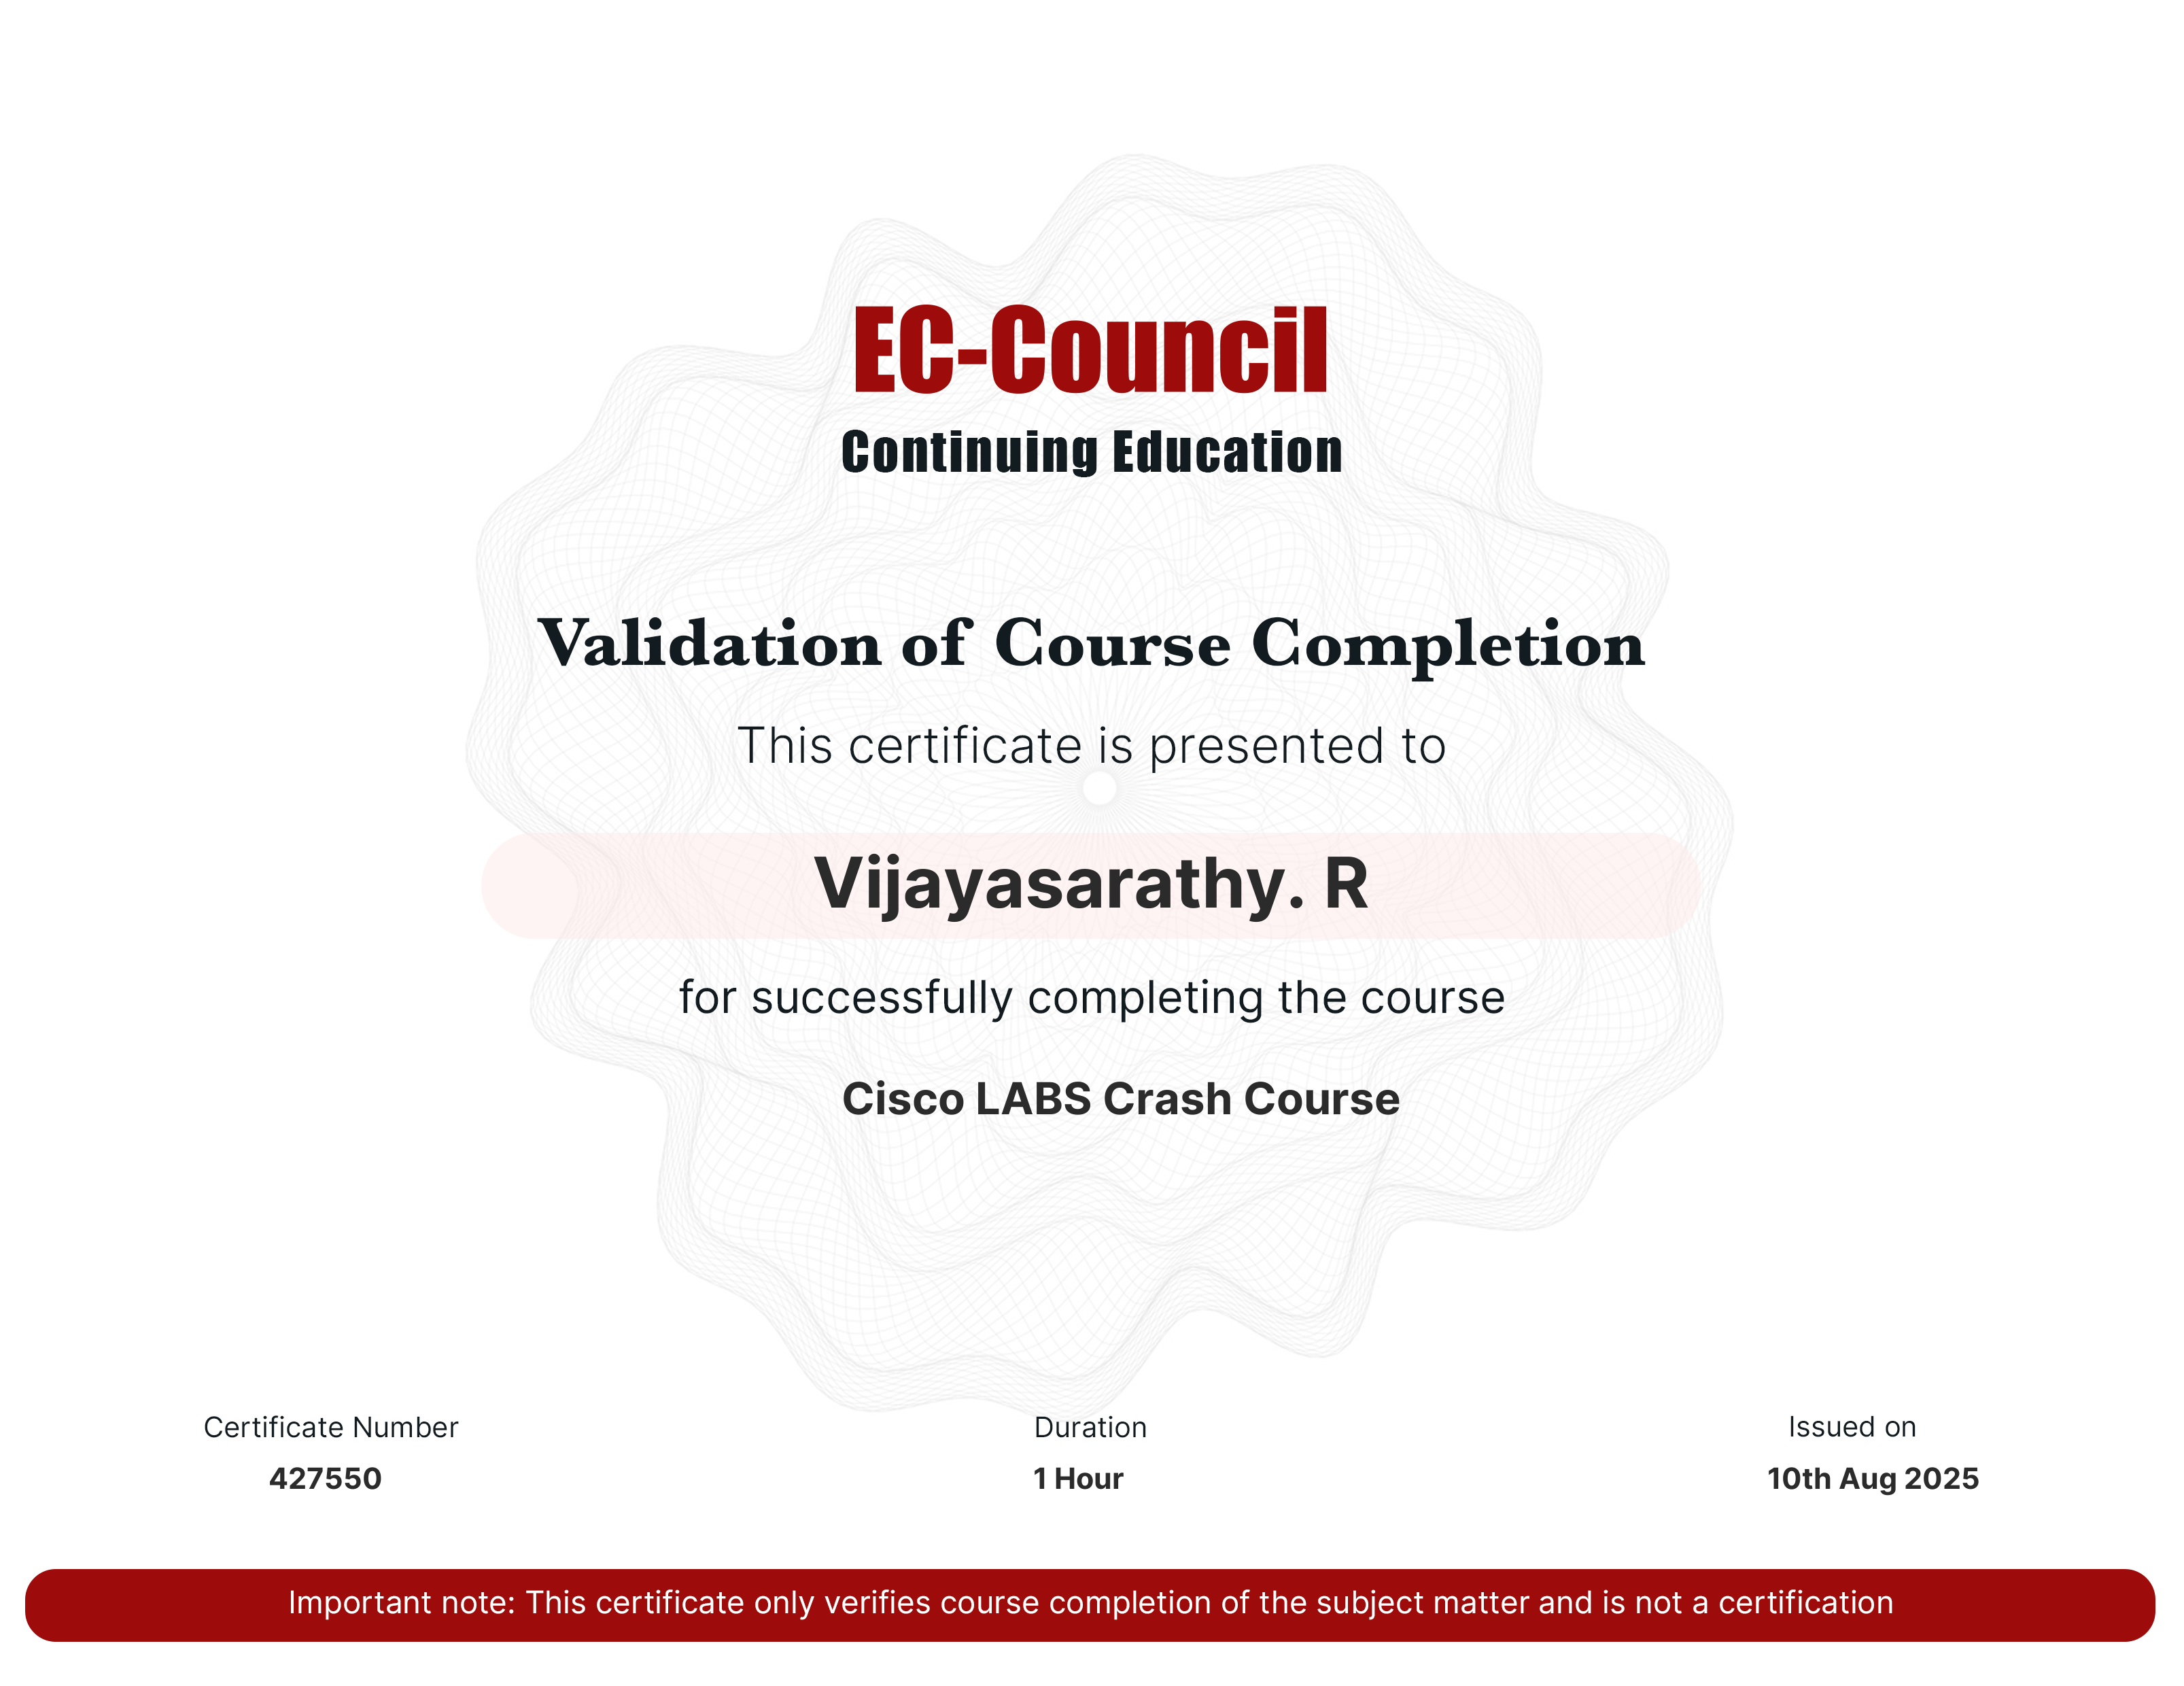 EC-Council
Continuing Education
Validation of Course Completion
This certificate is presented to
Vijayasarathy. R
for successfully completing the course
Cisco LABS Crash Course
Certificate Number
427550
Duration
1 Hour
Issued on
10th Aug 2025
Important note: This certificate only verifies course completion of the subject matter and is not a certification